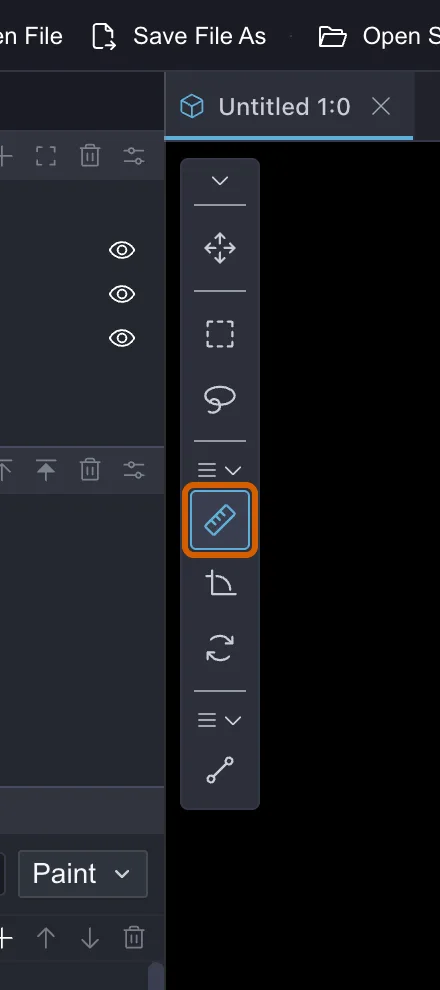 en File
Save File As
Open S
Untitled 1:0
Paint